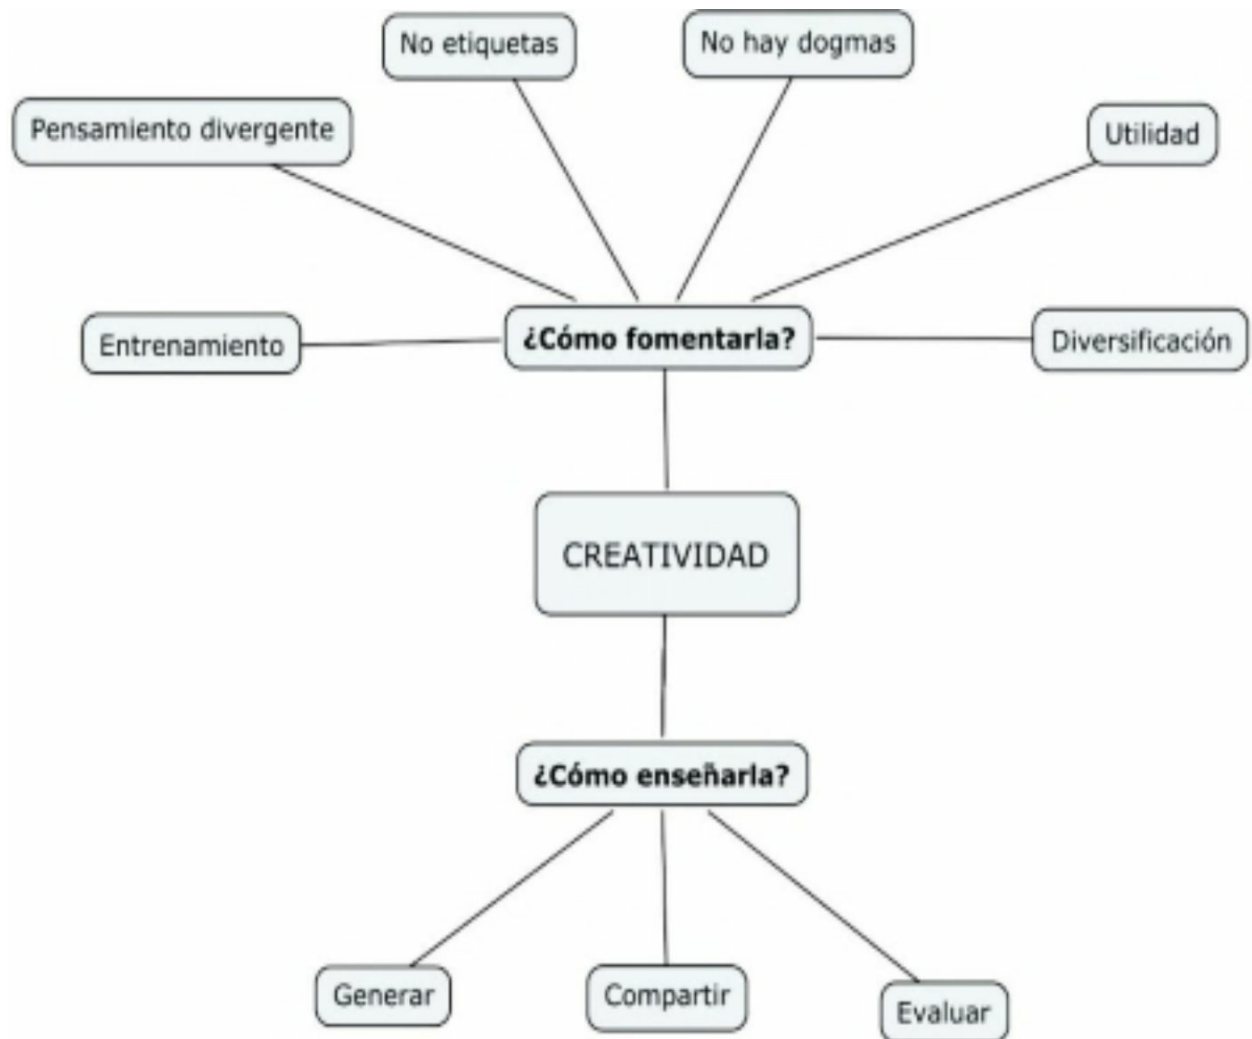 No etiquetas
No hay dogmas
Pensamiento divergente
Utilidad
Entrenamiento
¿Cómo fomentarla?
Diversificación
CREATIVIDAD
¿Cómo enseñarla?
Generar
Compartir
Evaluar